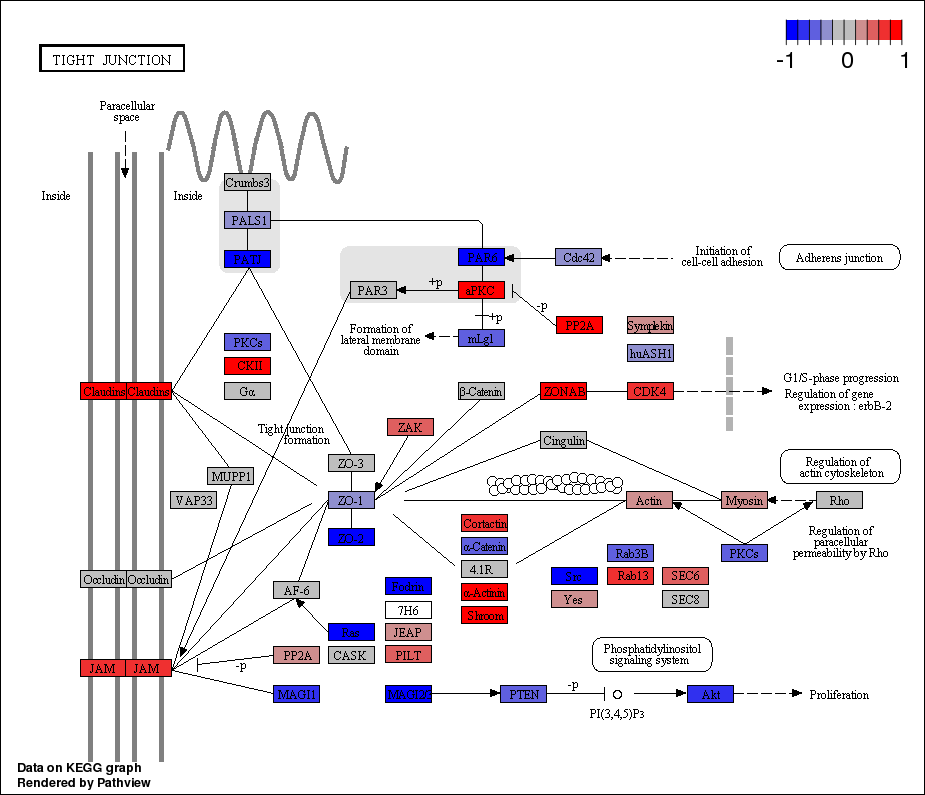 -1 0 1
TIGHT JUNCTION
Paracellular
space
Inside
Inside
Crumbs3
PALS1
PATJ
PAR6
Cdc42
Initiation of
cell-cell adhesion
Adherens junction
PAR3
+p
aPKC
-p
+p
PP2A
Symplekin
Formation of
lateral membrane
domain
mLgl
huASH1
PKCs
CKII
Gα
Claudins
Claudins
β-Catenin
ZONAB
CDK4
G1/S-phase progression
Regulation of gene
expression : erbB-2
Tight junction
formation
ZAK
Cingulin
ZO-3
MUPP1
VAP33
ZO-1
ZO-2
Actin
Myosin
Rho
Regulation of
actin cytoskeleton
Regulation of
paracellular
permeability by Rho
Cortactin
α-Catenin
4.1R
α-Actinin
Shroom
Rab3B
PKCs
Src
Rab13
SEC6
Yes
SEC8
Occludin
Occludin
AF-6
7H6
Ras
JEAP
PP2A
CASK
PILT
JAM
JAM
-p
MAGI1
PTEN
-p
PI(3,4,5)P3
Akt
Proliferation
Phosphatidylinositol
signaling system
Data on KEGG graph
Rendered by Pathview